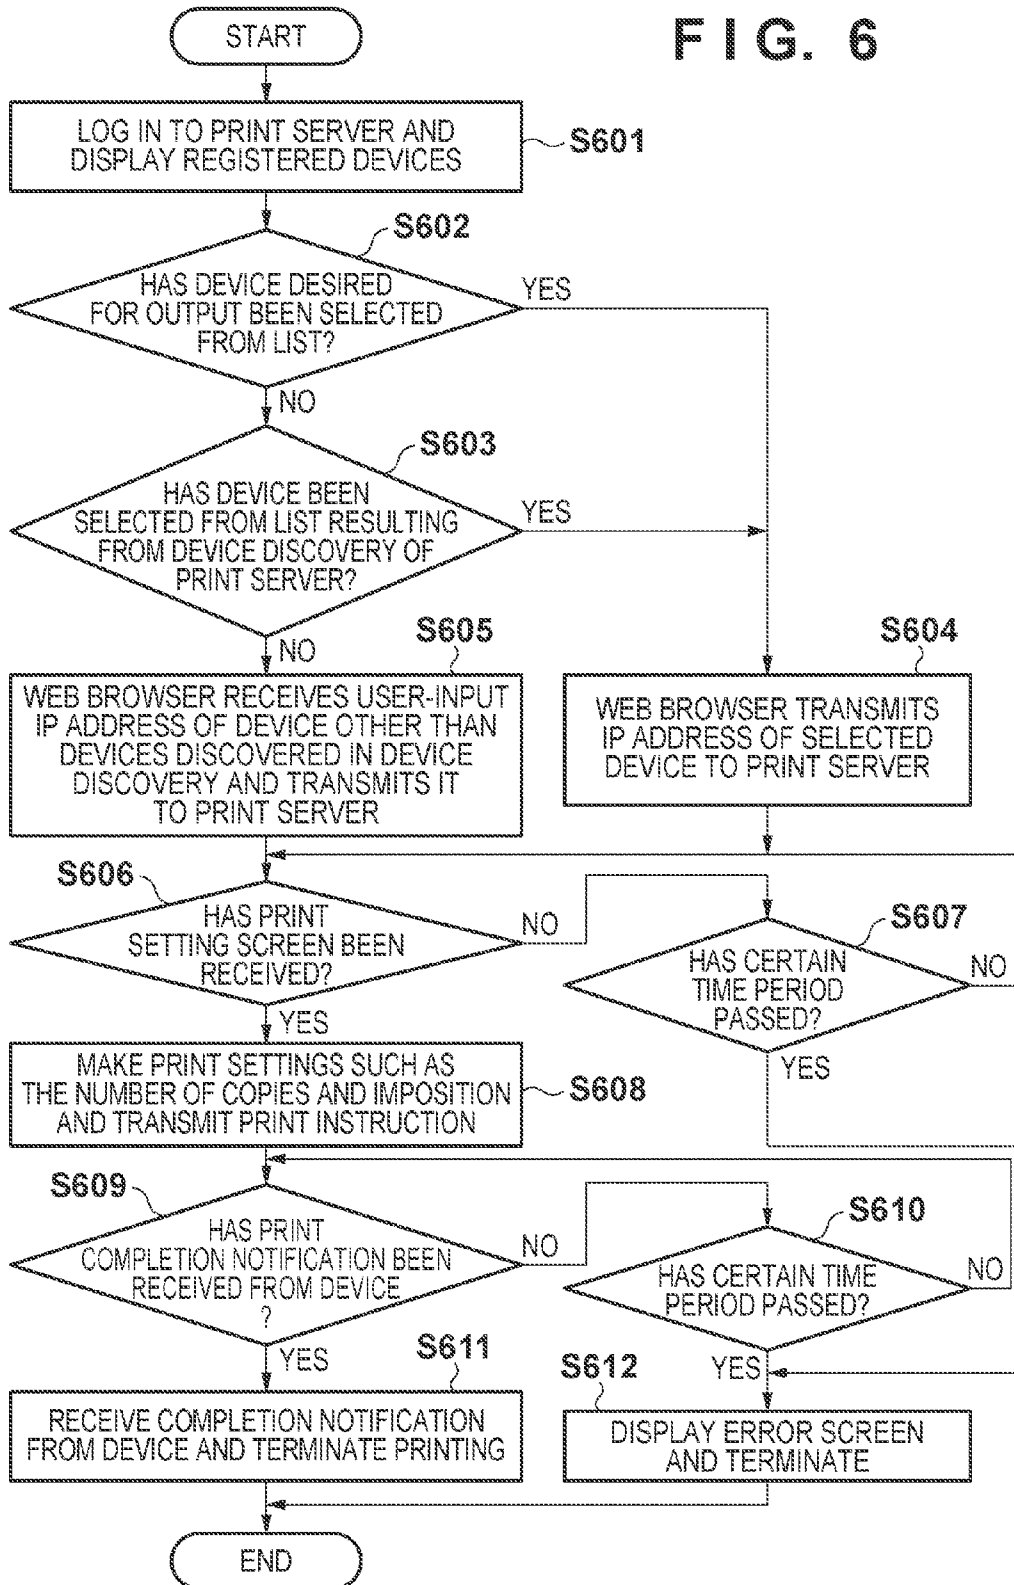 FIG. 6
START
LOG IN TO PRINT SERVER AND
DISPLAY REGISTERED DEVICES
S601
S602
HAS DEVICE DESIRED
FOR OUTPUT BEEN SELECTED
FROM LIST?
YES
NO
S603
HAS DEVICE BEEN
SELECTED FROM LIST RESULTING
FROM DEVICE DISCOVERY OF
PRINT SERVER?
YES
NO
S605
WEB BROWSER RECEIVES USER-INPUT
IP ADDRESS OF DEVICE OTHER THAN
DEVICES DISCOVERED IN DEVICE
DISCOVERY AND TRANSMITS IT
TO PRINT SERVER
S604
WEB BROWSER TRANSMITS
IP ADDRESS OF SELECTED
DEVICE TO PRINT SERVER
S606
HAS PRINT
SETTING SCREEN BEEN
RECEIVED?
NO
YES
S607
HAS CERTAIN
TIME PERIOD
PASSED?
NO
YES
MAKE PRINT SETTINGS SUCH AS
THE NUMBER OF COPIES AND IMPOSITION
AND TRANSMIT PRINT INSTRUCTION
S608
S609
HAS PRINT
COMPLETION NOTIFICATION BEEN
RECEIVED FROM DEVICE
?
NO
YES
S610
HAS CERTAIN TIME
PERIOD PASSED?
NO
YES
S611
RECEIVE COMPLETION NOTIFICATION
FROM DEVICE AND TERMINATE PRINTING
S612
DISPLAY ERROR SCREEN
AND TERMINATE
END